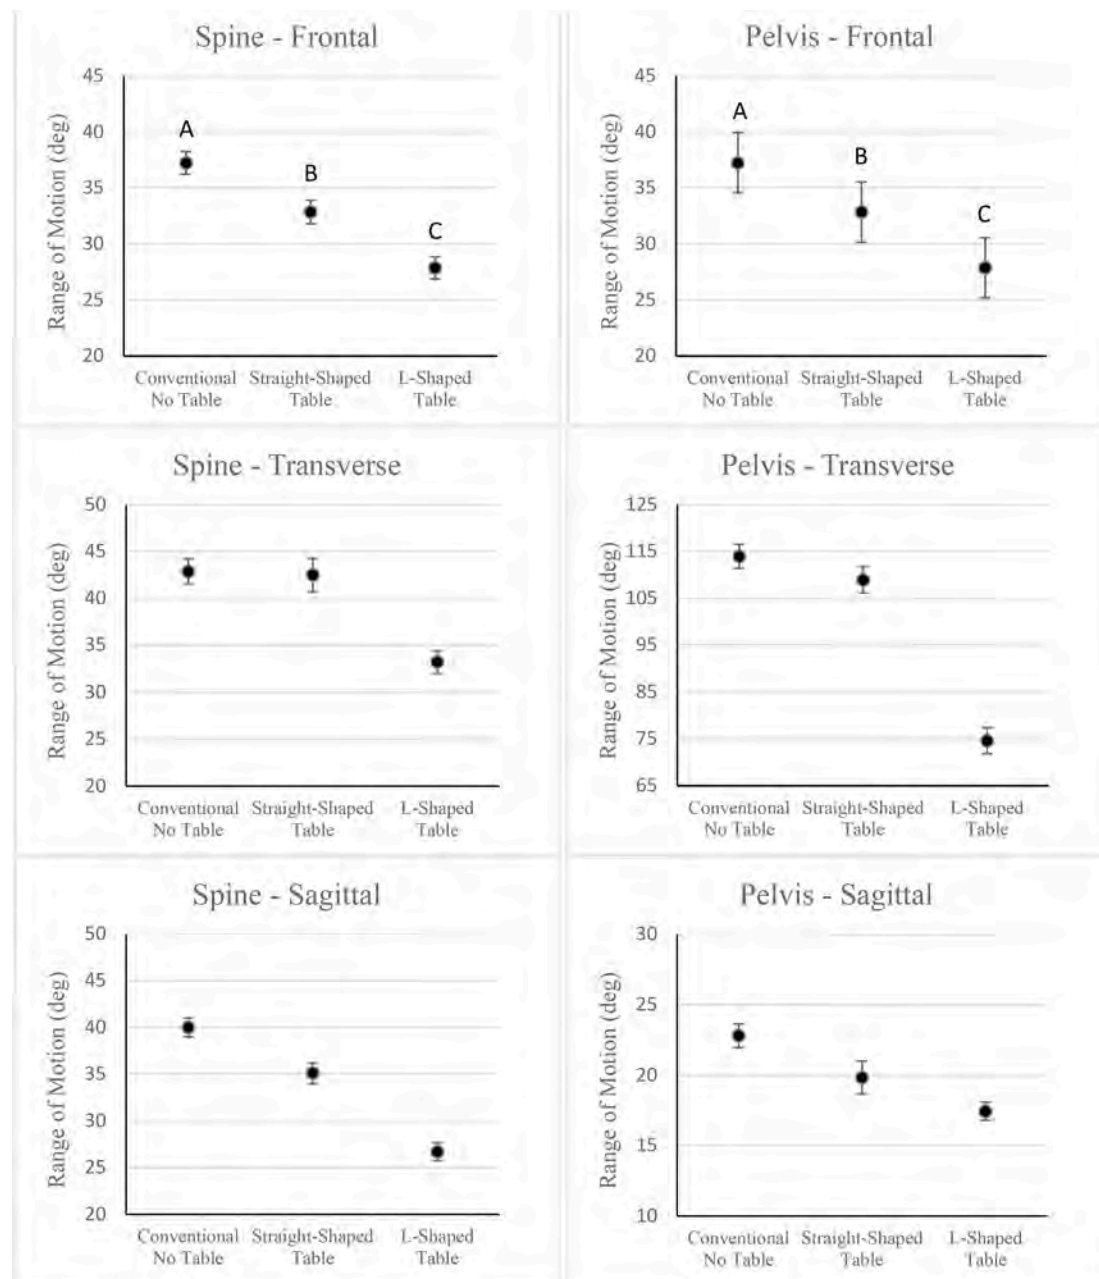 Spine - Frontal
Range of Motion (deg)
45
40
35
30
25
20
A
B
C
Conventional Straight-Shaped L-Shaped
No Table Table Table
Pelvis - Frontal
Range of Motion (deg)
45
40
35
30
25
20
A
B
C
Conventional Straight-Shaped L-Shaped
No Table Table Table
Spine - Transverse
Range of Motion (deg)
50
45
40
35
30
25
20
Conventional Straight-Shaped L-Shaped
No Table Table Table
Pelvis - Transverse
Range of Motion (deg)
125
115
105
95
85
75
65
Conventional Straight-Shaped L-Shaped
No Table Table Table
Spine - Sagittal
Range of Motion (deg)
50
45
40
35
30
25
20
Conventional Straight-Shaped L-Shaped
No Table Table Table
Pelvis - Sagittal
Range of Motion (deg)
30
25
20
15
10
Conventional Straight-Shaped L-Shaped
No Table Table Table